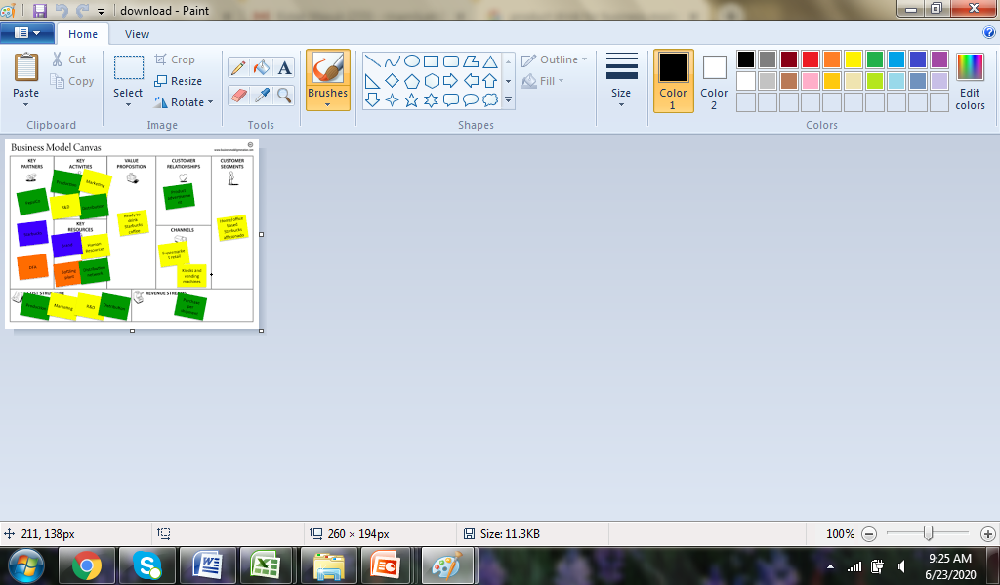 download - Paint
Home
View
Cut
Copy
Paste
Clipboard
Crop
Resize
Rotate
Select
Image
Tools
Brushes
Shapes
Outline
Fill
Size
Color 1
Color 2
Edit colors
Colors
Business Model Canvas
KEY PARTNERS
KEY ACTIVITIES
VALUE PROPOSITION
CUSTOMER RELATIONSHIPS
CUSTOMER SEGMENTS
Marketing
R&D
KEY RESOURCES
Human Resources
Ready to drink Starbucks coffee
CHANNELS
Supermarket retail
Kiosks and vending machines
COST STRUCTURE
REVENUE STREAMS
Marketing
R&D
211, 138px
260 × 194px
Size: 11.3KB
100%
9:25 AM
6/23/2020